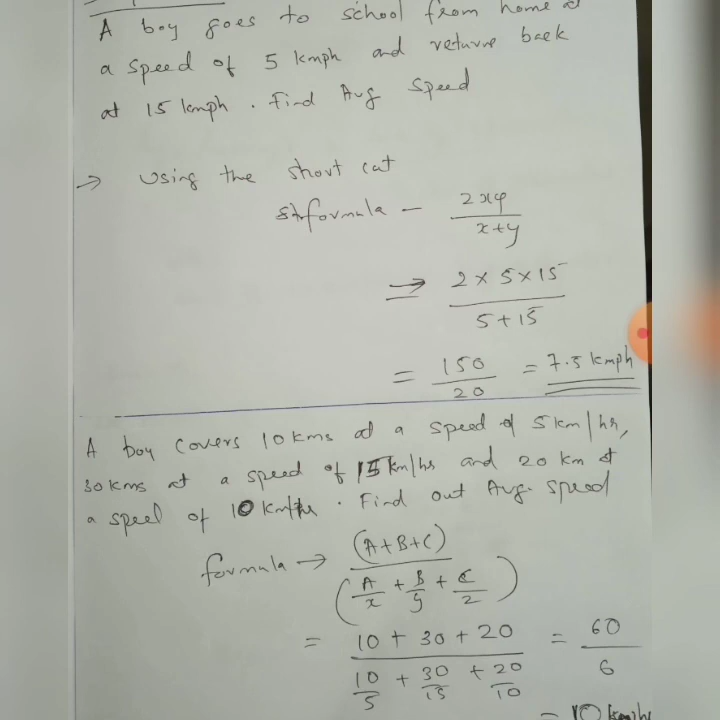 A boy goes to school from home at
a speed of 5 kmph and returns back
at 15 kmph . Find Avg speed
→ Using the short cut
formula - 2xy / x+y
⇒ 2 × 5 × 15 / 5 + 15
= 150 / 20 = 7.5 kmph
A boy covers 10 kms at a speed of 5 km/hr,
30 kms at a speed of 15 km/hr and 20 km at
a speed of 10 km/hr . Find out Avg. speed
formula → (A+B+C) / (A/x + B/y + C/z)
= 10 + 30 + 20 / 10/5 + 30/15 + 20/10 = 60 / 6
= 10 km/hr